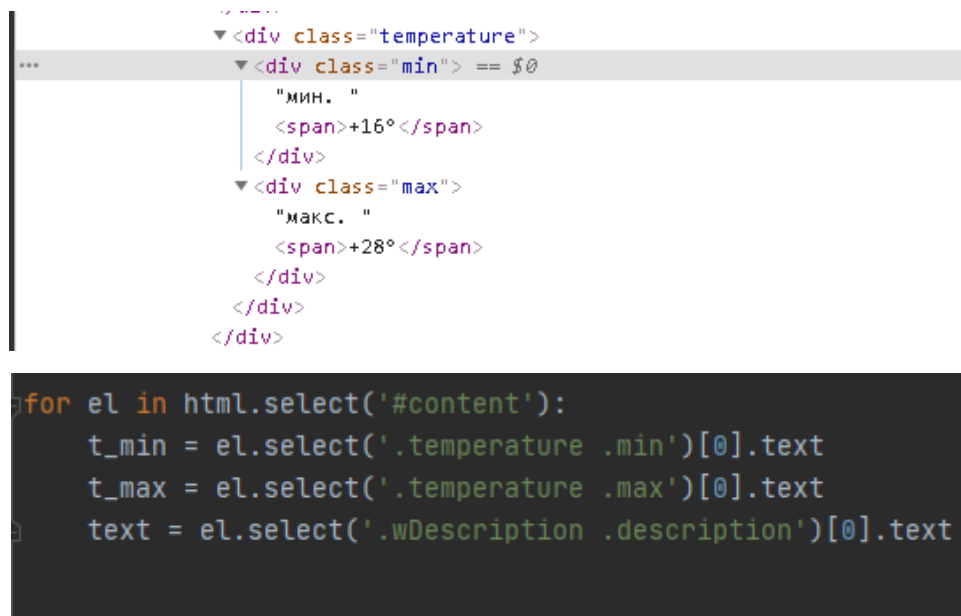 ▼<div class="temperature">
... ▼<div class="min"> == $0
"мин. "
<span>+16°</span>
</div>
▼<div class="max">
"макс. "
<span>+28°</span>
</div>
</div>
</div>
for el in html.select('#content'):
t_min = el.select('.temperature .min')[0].text
t_max = el.select('.temperature .max')[0].text
text = el.select('.wDescription .description')[0].text